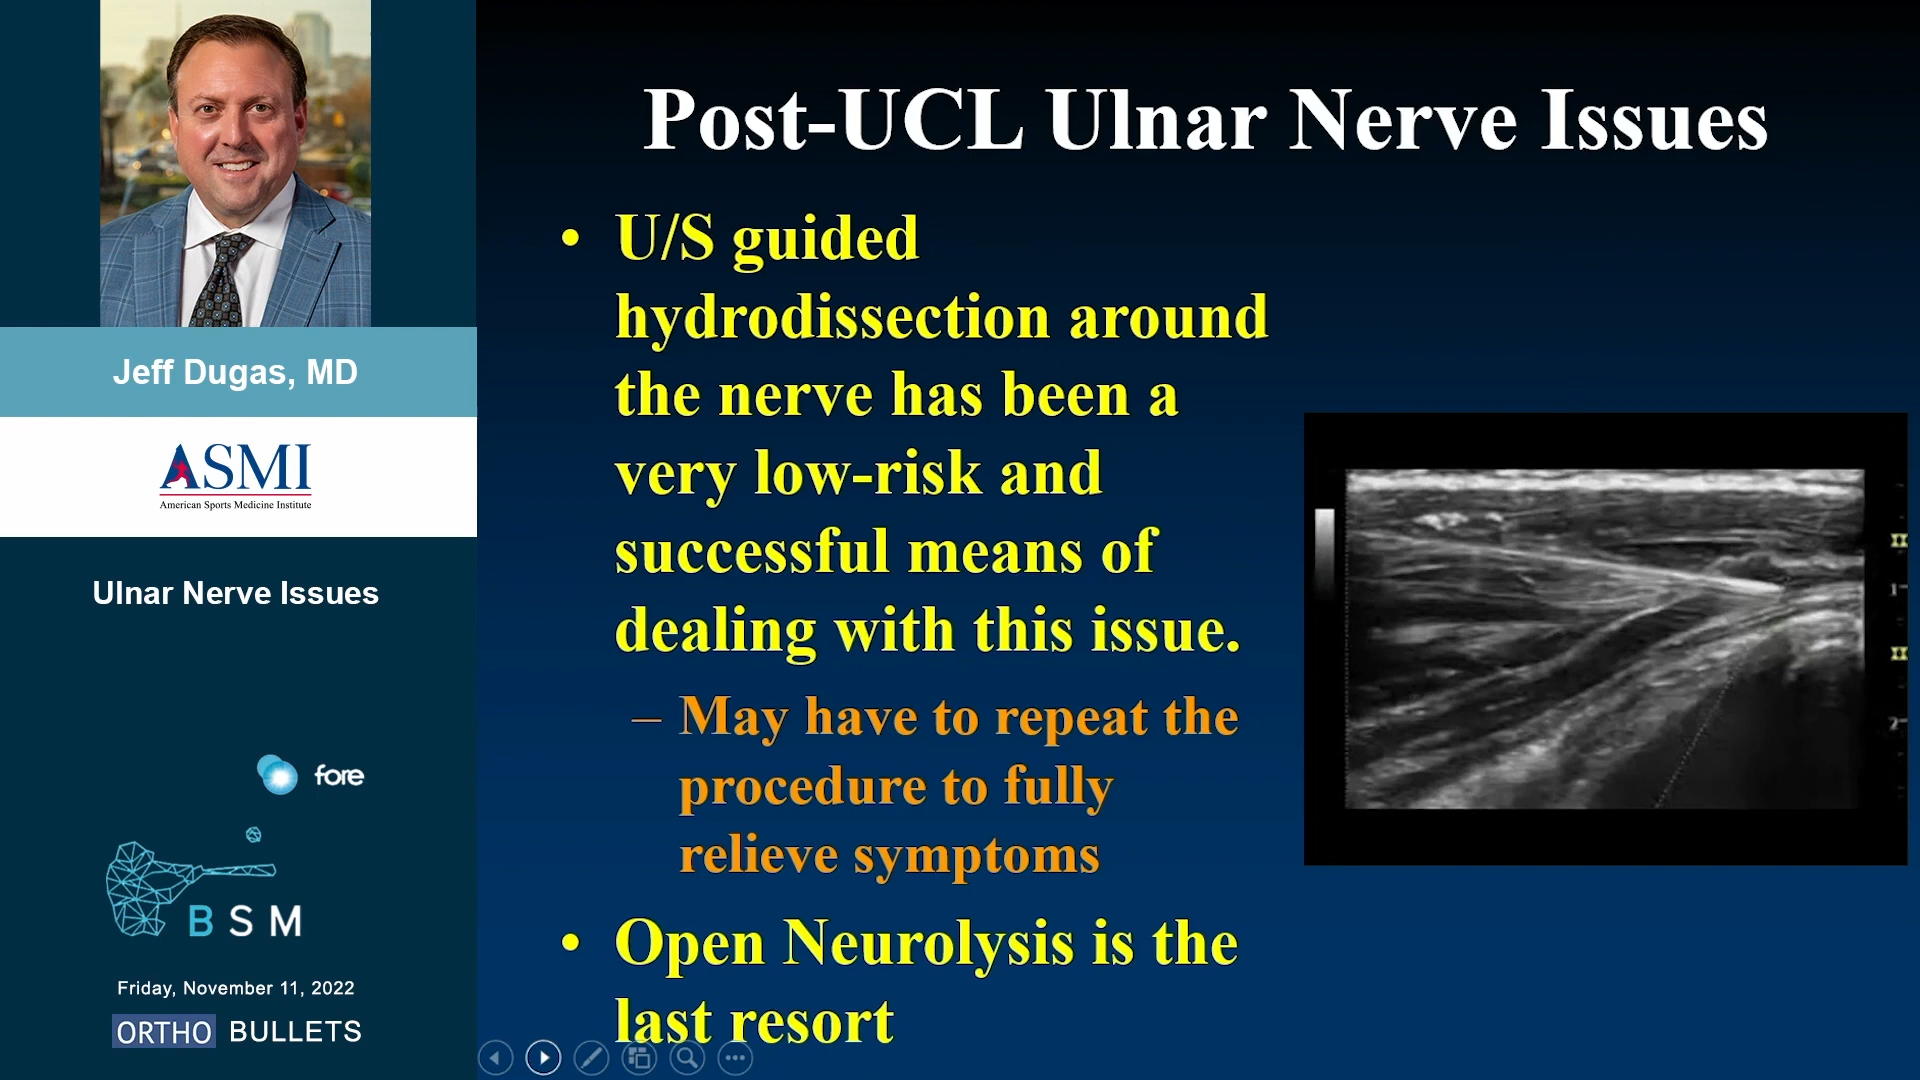 Jeff Dugas, MD
ASMI
American Sports Medicine Institute
Ulnar Nerve Issues
fore
BSM
Friday, November 11, 2022
ORTHO BULLETS
Post-UCL Ulnar Nerve Issues
• U/S guided
hydrodissection around
the nerve has been a
very low-risk and
successful means of
dealing with this issue.
– May have to repeat the
procedure to fully
relieve symptoms
• Open Neurolysis is the
last resort
1
2